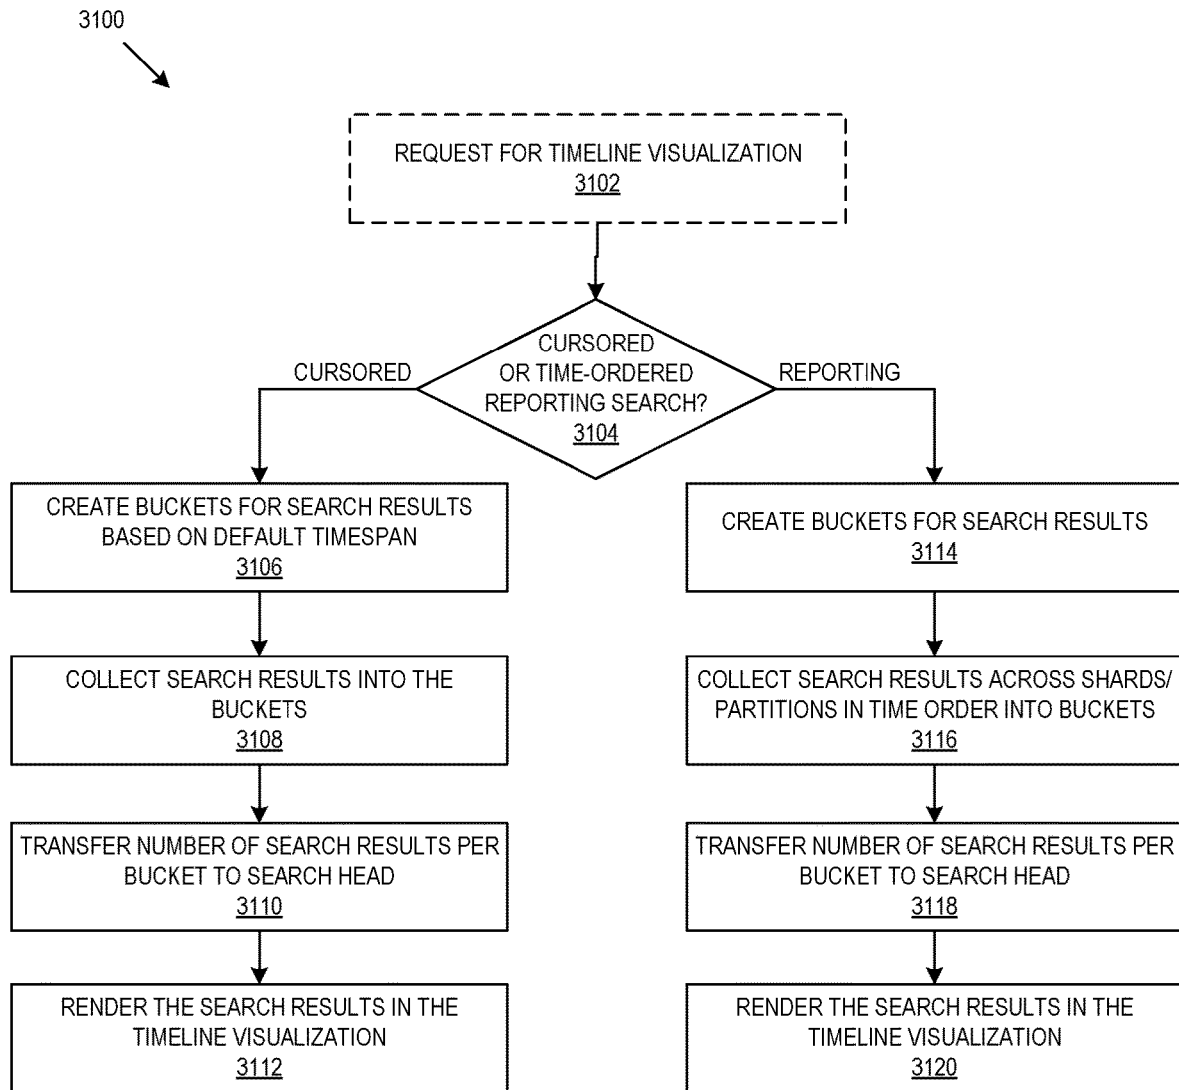 3100
REQUEST FOR TIMELINE VISUALIZATION
3102
CURSORED
OR TIME-ORDERED
REPORTING SEARCH?
3104
CURSORED
REPORTING
CREATE BUCKETS FOR SEARCH RESULTS
BASED ON DEFAULT TIMESPAN
3106
COLLECT SEARCH RESULTS INTO THE
BUCKETS
3108
TRANSFER NUMBER OF SEARCH RESULTS PER
BUCKET TO SEARCH HEAD
3110
RENDER THE SEARCH RESULTS IN THE
TIMELINE VISUALIZATION
3112
CREATE BUCKETS FOR SEARCH RESULTS
3114
COLLECT SEARCH RESULTS ACROSS SHARDS/
PARTITIONS IN TIME ORDER INTO BUCKETS
3116
TRANSFER NUMBER OF SEARCH RESULTS PER
BUCKET TO SEARCH HEAD
3118
RENDER THE SEARCH RESULTS IN THE
TIMELINE VISUALIZATION
3120